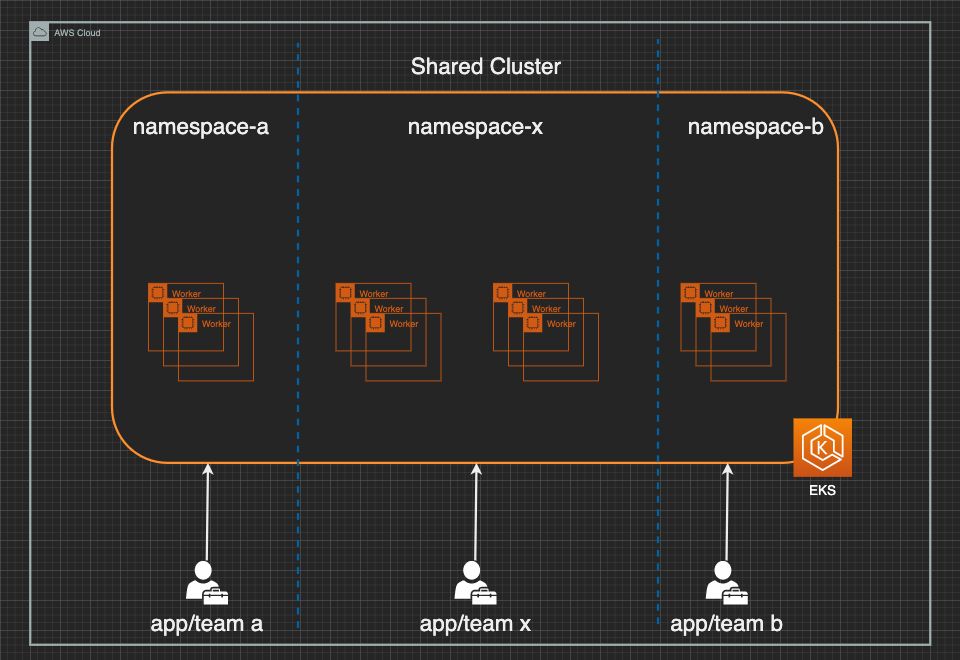 AWS Cloud
Shared Cluster
namespace-a
namespace-x
namespace-b
Worker
Worker
Worker
Worker
Worker
Worker
Worker
Worker
Worker
Worker
Worker
Worker
K
EKS
app/team a
app/team x
app/team b